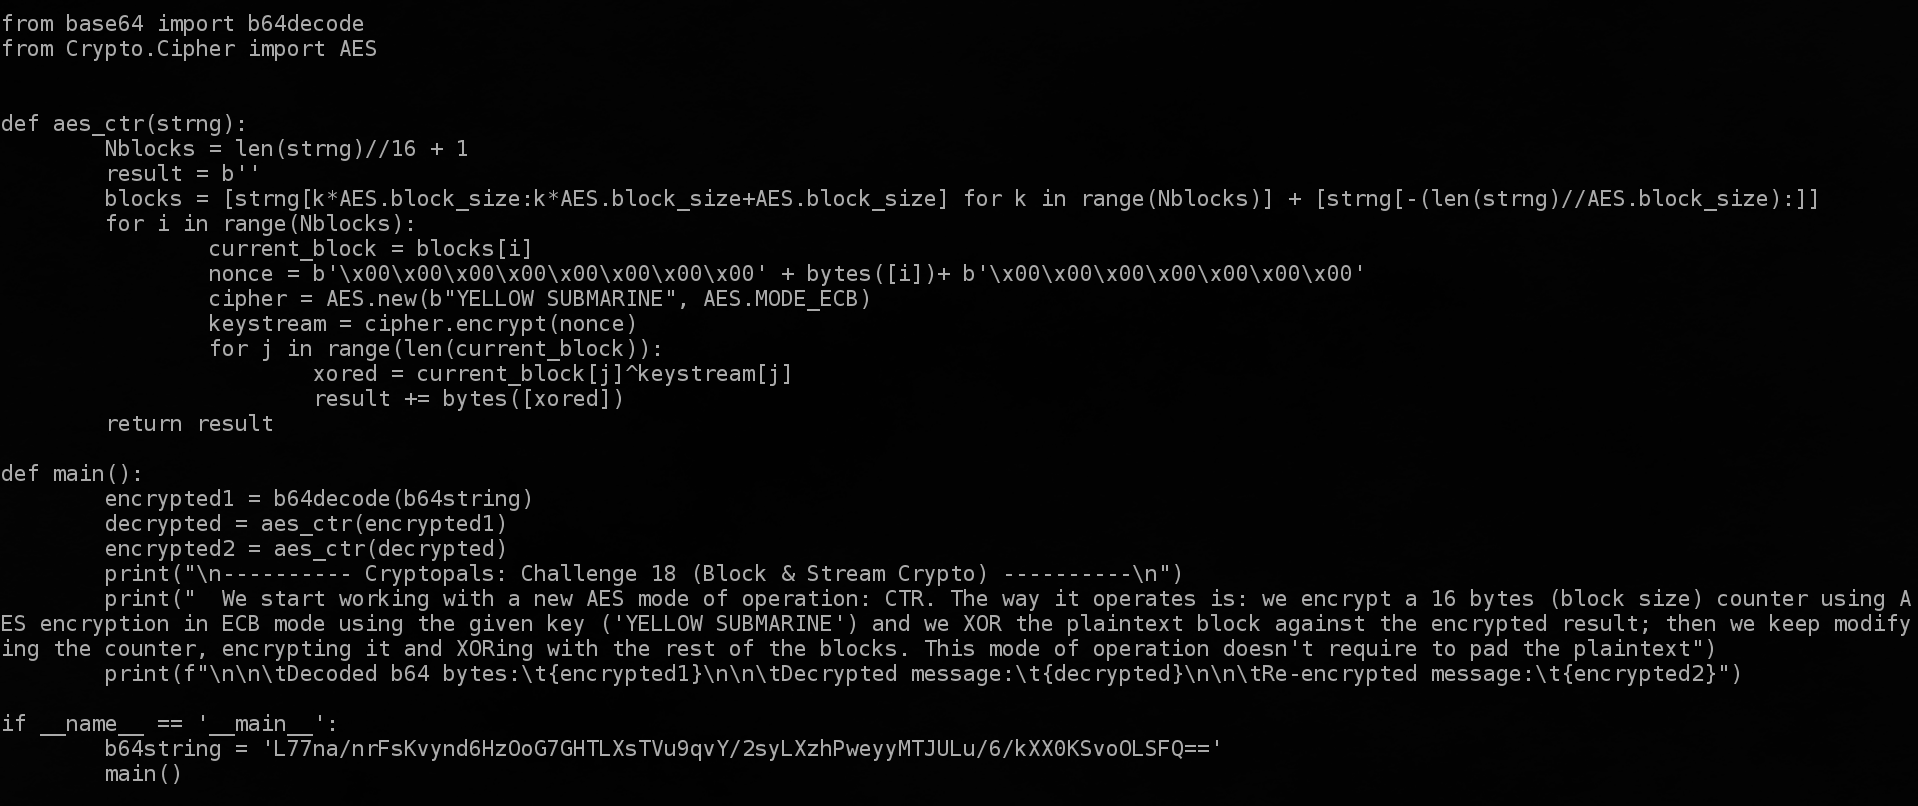 from base64 import b64decode
from Crypto.Cipher import AES
def aes_ctr(strng):
        Nblocks = len(strng)//16 + 1
        result = b''
        blocks = [strng[k*AES.block_size:k*AES.block_size+AES.block_size] for k in range(Nblocks)] + [strng[-(len(strng)//AES.block_size):]]
        for i in range(Nblocks):
                current_block = blocks[i]
                nonce = b'\x00\x00\x00\x00\x00\x00\x00\x00' + bytes([i])+ b'\x00\x00\x00\x00\x00\x00\x00'
                cipher = AES.new(b"YELLOW SUBMARINE", AES.MODE_ECB)
                keystream = cipher.encrypt(nonce)
                for j in range(len(current_block)):
                        xored = current_block[j]^keystream[j]
                        result += bytes([xored])
        return result
def main():
        encrypted1 = b64decode(b64string)
        decrypted = aes_ctr(encrypted1)
        encrypted2 = aes_ctr(decrypted)
        print("\n---------- Cryptopals: Challenge 18 (Block & Stream Crypto) ----------\n")
        print("  We start working with a new AES mode of operation: CTR. The way it operates is: we encrypt a 16 bytes (block size) counter using A
ES encryption in ECB mode using the given key ('YELLOW SUBMARINE') and we XOR the plaintext block against the encrypted result; then we keep modify
ing the counter, encrypting it and XORing with the rest of the blocks. This mode of operation doesn't require to pad the plaintext")
        print(f"\n\n\tDecoded b64 bytes:\t{encrypted1}\n\n\tDecrypted message:\t{decrypted}\n\n\tRe-encrypted message:\t{encrypted2}")
if __name__ == '__main__':
        b64string = 'L77na/nrFsKvynd6HzOoG7GHTLXsTVu9qvY/2syLXzhPweyyMTJULu/6/kXX0KSvoOLSFQ=='
        main()